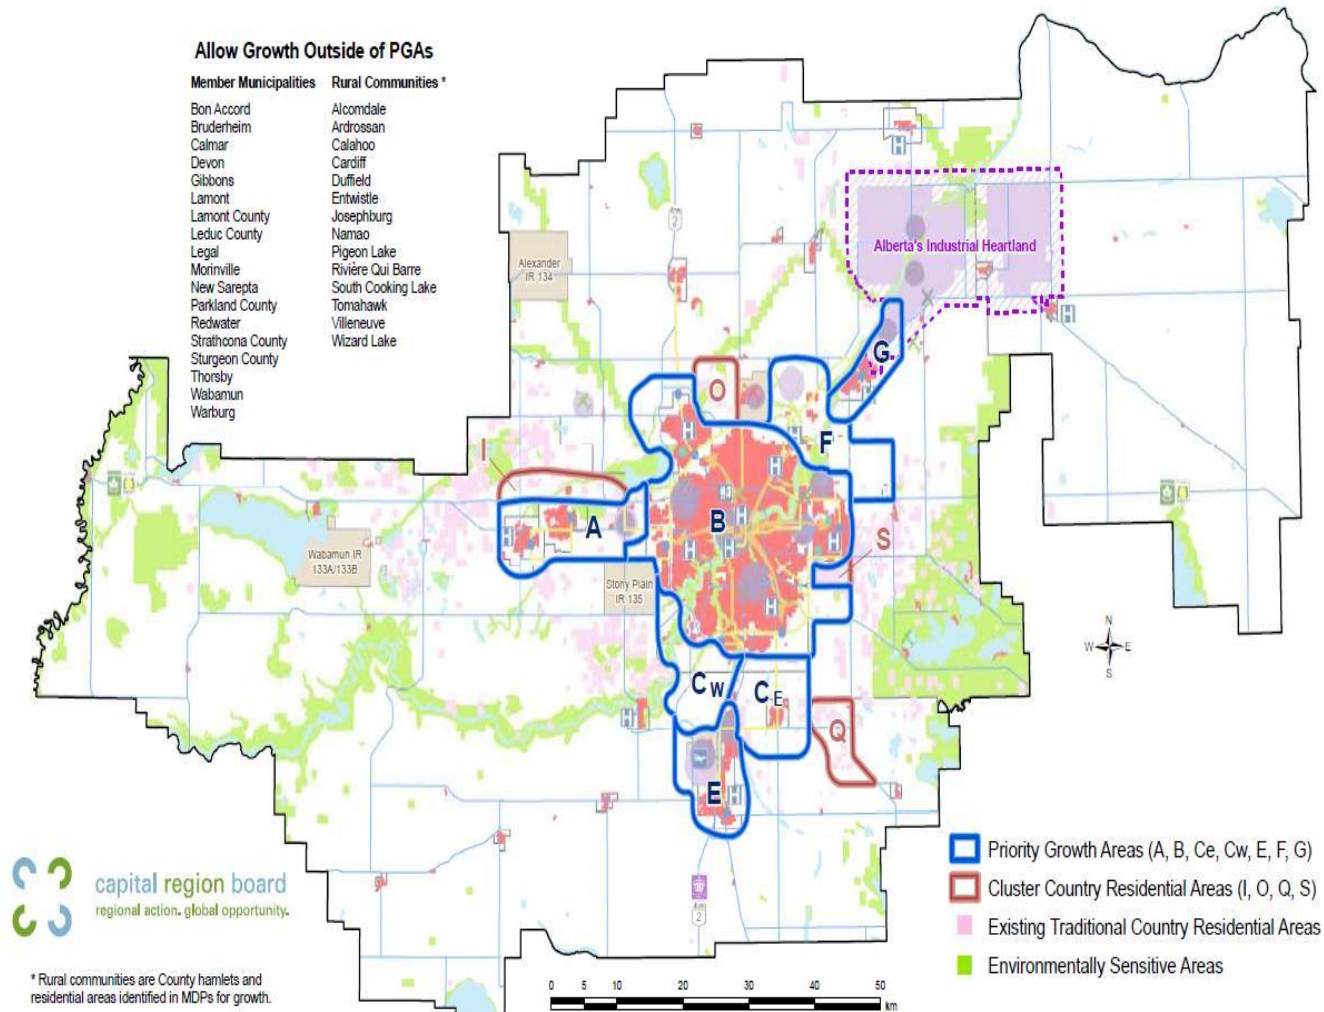 Allow Growth Outside of PGAs
Member Municipalities
Bon Accord
Bruderheim
Calmar
Devon
Gibbons
Lamont
Lamont County
Leduc County
Legal
Morinville
New Sarepta
Parkland County
Redwater
Strathcona County
Sturgeon County
Thorsby
Wabamun
Warburg
Rural Communities *
Alcomdale
Ardrossan
Calahoo
Cardiff
Duffield
Entwistle
Josephburg
Namao
Pigeon Lake
Rivière Qui Barre
South Cooking Lake
Tomahawk
Villeneuve
Wizard Lake
H
2
Alberta's Industrial Heartland
Alexander
IR 134
H
G
O
H
F
H
I
A
B
H
H
H
H
H
H
S
Wabamun IR
133A/133B
Stony Plain
IR 135
H
N
W
E
S
CW
CE
H
Q
E
H
2
Priority Growth Areas (A, B, Ce, Cw, E, F, G)
Cluster Country Residential Areas (I, O, Q, S)
Existing Traditional Country Residential Areas
Environmentally Sensitive Areas
capital region board
regional action. global opportunity.
* Rural communities are County hamlets and
residential areas identified in MDPs for growth.
0 5 10 20 30 40 50
km